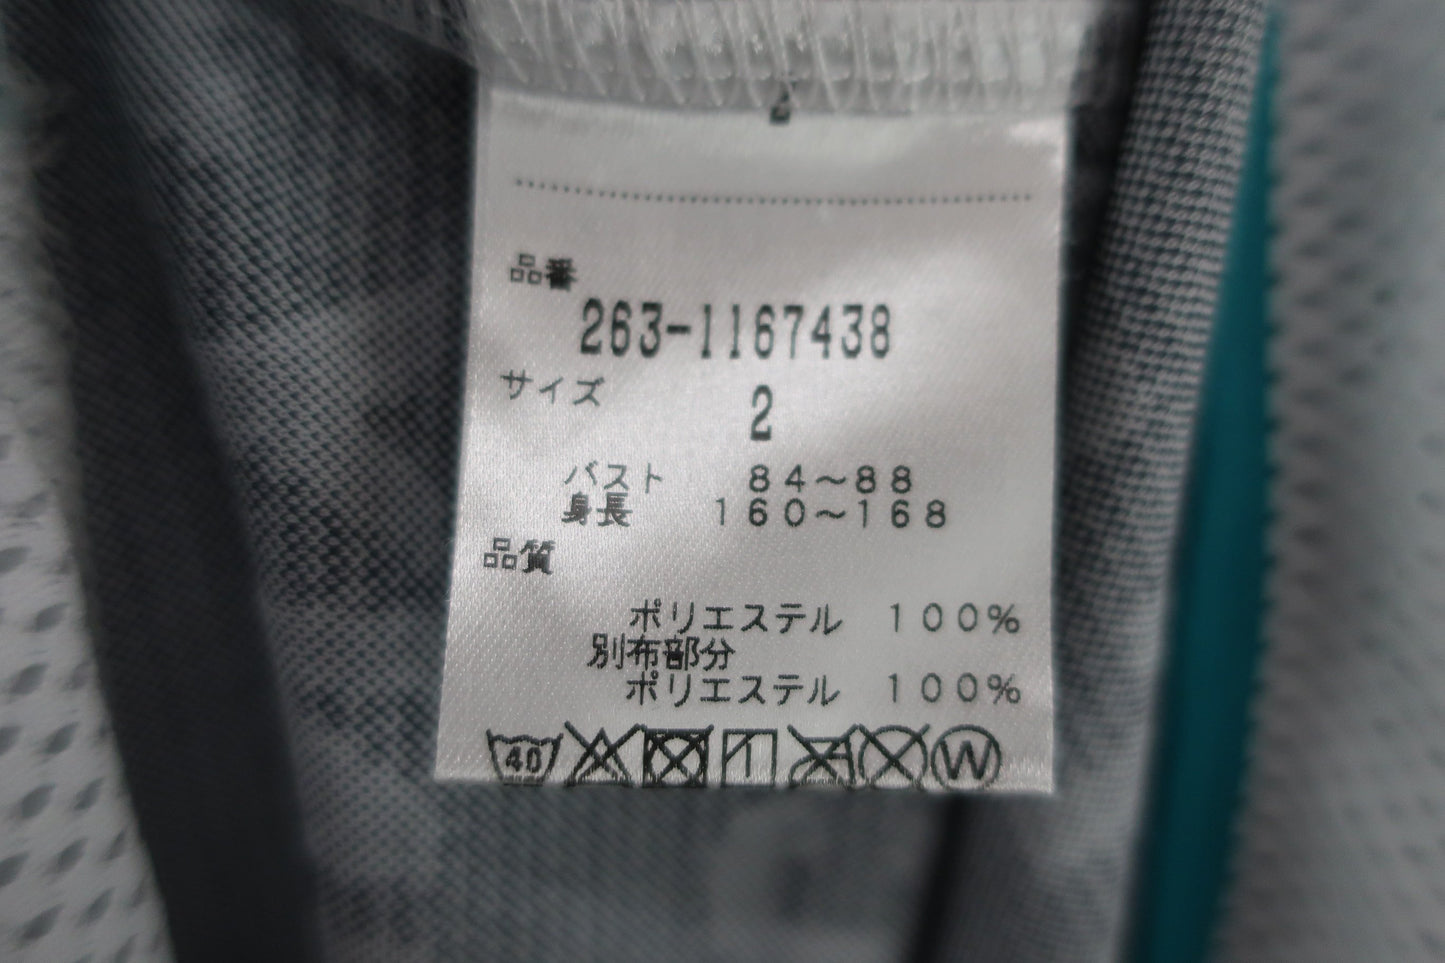 品番
263-1167438
サイズ 2
バスト 84～88
身長 160～168
品質
ポリエステル 100%
別布部分
ポリエステル 100%
40 W